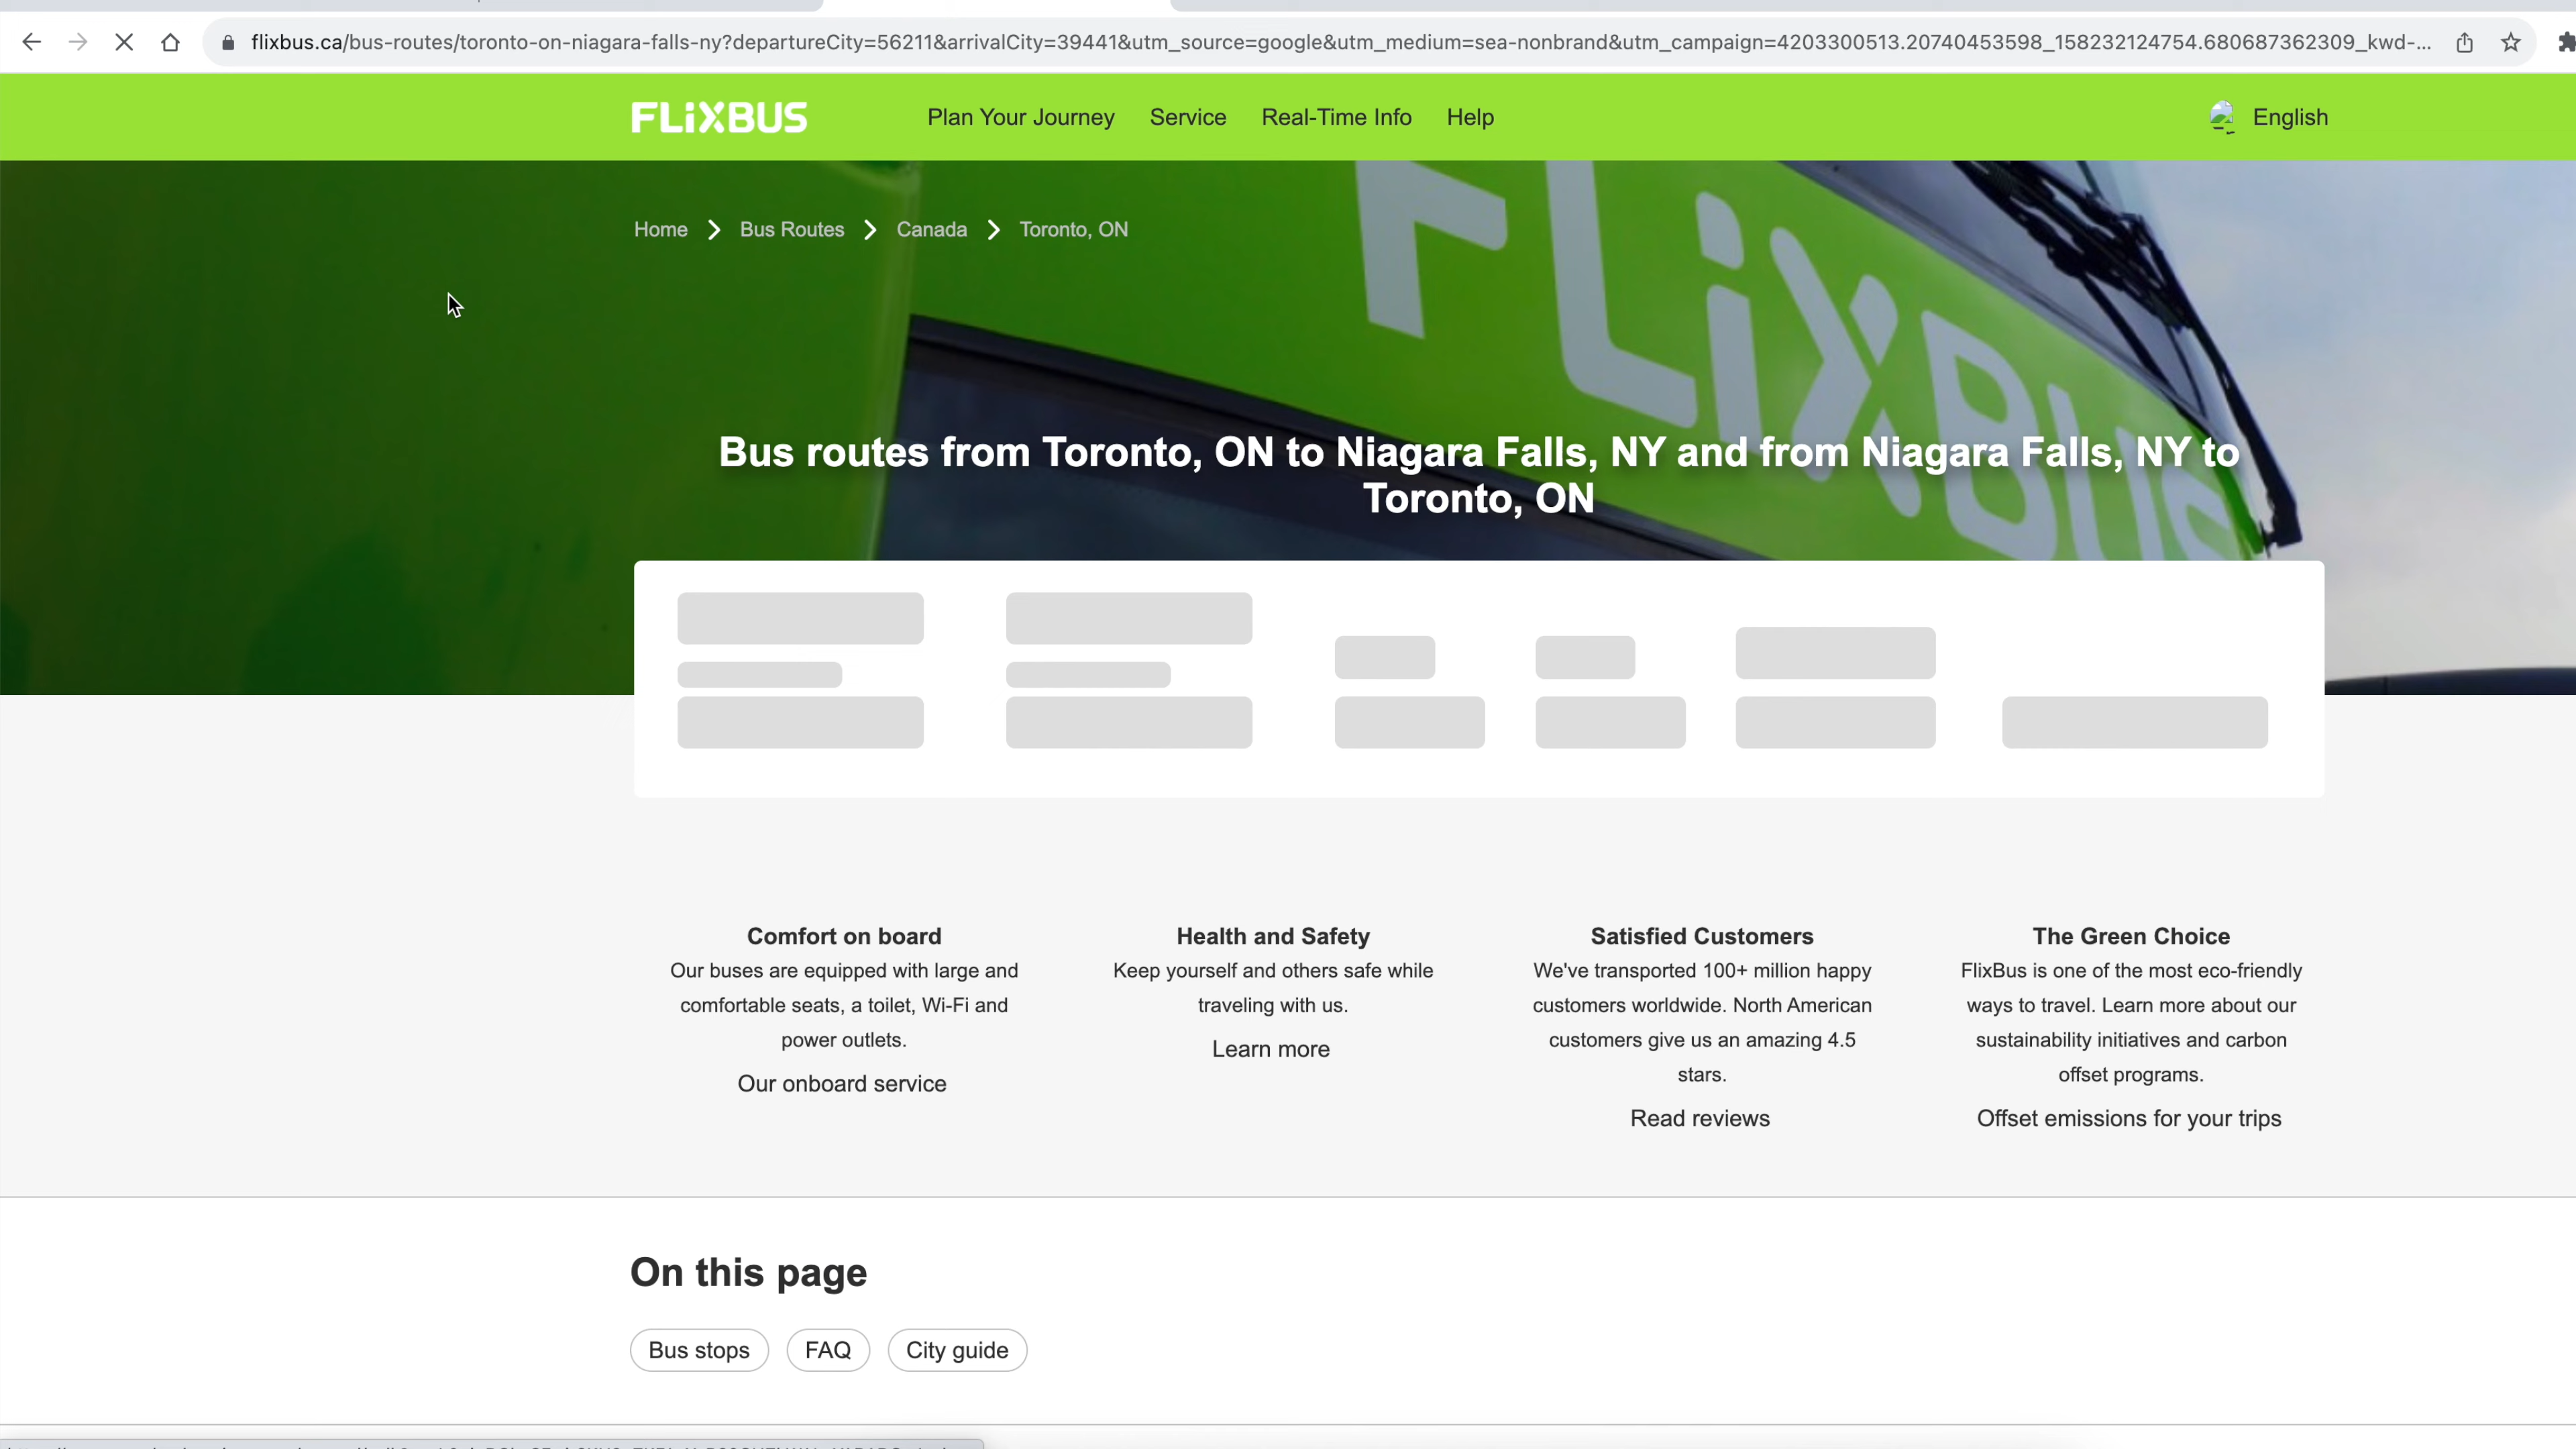 flixbus.ca/bus-routes/toronto-on-niagara-falls-ny?departureCity=56211&arrivalCity=39441&utm_source=google&utm_medium=sea-nonbrand&utm_campaign=4203300513.20740453598_158232124754.680687362309_kwd-...
FLiXBUS
Plan Your Journey
Service
Real-Time Info
Help
English
Home
Bus Routes
Canada
Toronto, ON
FLiXBUS
Bus routes from Toronto, ON to Niagara Falls, NY and from Niagara Falls, NY to
Toronto, ON
Comfort on board
Our buses are equipped with large and
comfortable seats, a toilet, Wi-Fi and
power outlets.
Our onboard service
Health and Safety
Keep yourself and others safe while
traveling with us.
Learn more
Satisfied Customers
We've transported 100+ million happy
customers worldwide. North American
customers give us an amazing 4.5
stars.
Read reviews
The Green Choice
FlixBus is one of the most eco-friendly
ways to travel. Learn more about our
sustainability initiatives and carbon
offset programs.
Offset emissions for your trips
On this page
Bus stops
FAQ
City guide